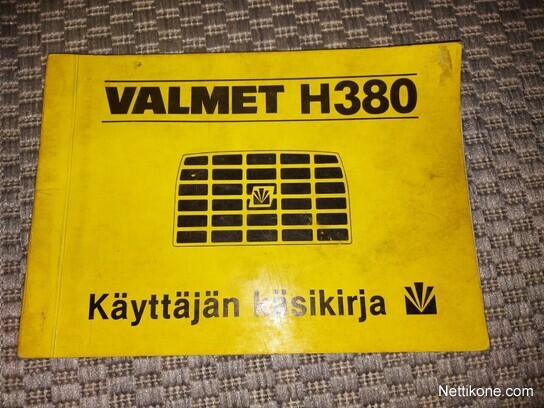 VALMET H380
Käyttäjän käsikirja
Nettikone.com